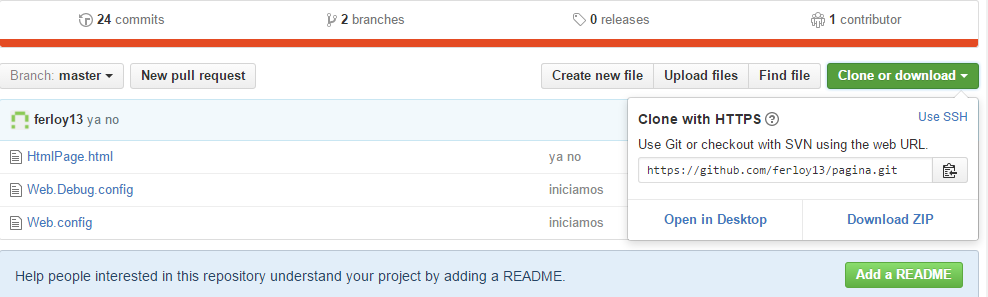 24 commits 2 branches 0 releases 1 contributor
Branch: master New pull request Create new file Upload files Find file Clone or download
ferloy13 ya no
Clone with HTTPS Use SSH
Use Git or checkout with SVN using the web URL.
HtmlPage.html ya no
https://github.com/ferloy13/pagina.git
Web.Debug.config iniciamos
Web.config iniciamos
Open in Desktop Download ZIP
Help people interested in this repository understand your project by adding a README. Add a README